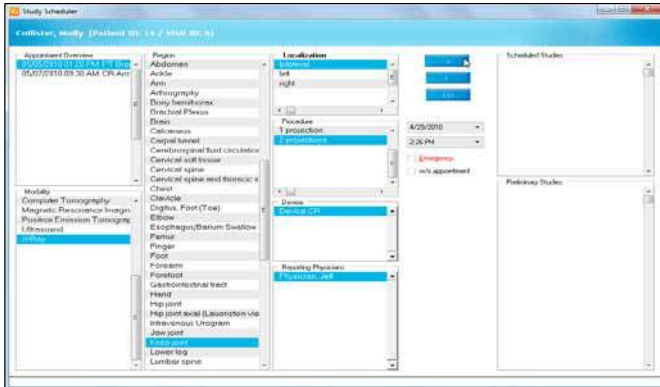 Study Scheduler
Collister, Molly (Patient ID: 14 / Visit ID: 8)
Appointment Overview
05/05/2010 01:20 PM PT Brai
05/07/2010 09:30 AM CR Arr
Modality
Computer Tomography
Magnetic Resonance Imagin
Positron Emission Tomograp
Ultrasound
X-Ray
Region
Abdomen
Ankle
Arm
Arthrography
Bony hemithorax
Brachial Plexus
Brain
Calcaneus
Carpal tunnel
Cerebrospinal fluid circulation
Cervical soft tissue
Cervical spine
Cervical spine and thoracic s
Chest
Clavicle
Digitus, Foot (Toe)
Elbow
Esophagus/Barium Swallow
Femur
Finger
Foot
Forearm
Forefoot
Gastrointestinal tract
Hand
Hip joint
Hip joint axial (Lauenstein vie
Intravenous Urogram
Jaw joint
Knee joint
Lower leg
Lumbar spine
Localization
bilateral
left
right
Procedure
1 projection
2 projections
Device
Device CR
Reporting Physicians
Physician, Jeff
>
<
4/29/2010
2:26 PM
Emergency
w/o appointment
Scheduled Studies
Preliminary Studies